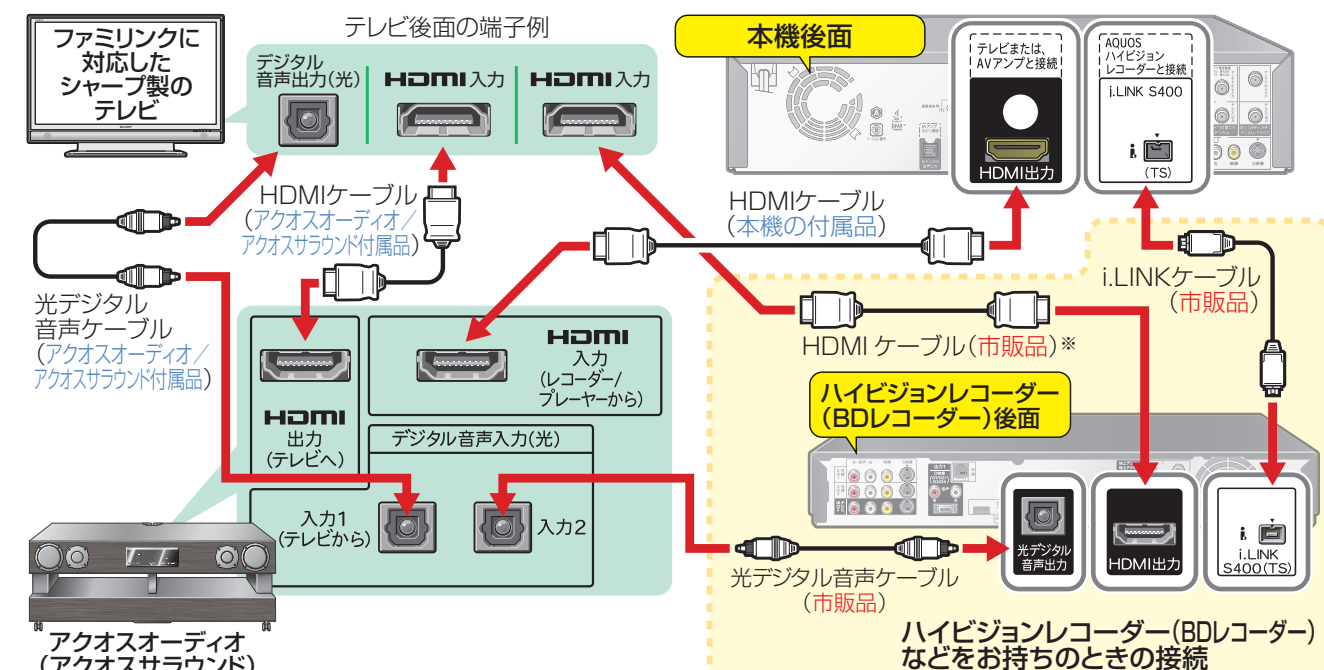 ファミリンクに
対応した
シャープ製の
テレビ
テレビ後面の端子例
デジタル
音声出力(光)
HDMI 入力
HDMI 入力
本機後面
テレビまたは、
AVアンプと接続
HDMI出力
AQUOS
ハイビジョン
レコーダーと接続
i.LINK S400
i
(TS)
HDMIケーブル
(アクオスオーディオ/
アクオスサラウンド付属品)
HDMIケーブル
(本機の付属品)
i.LINKケーブル
(市販品)
光デジタル
音声ケーブル
(アクオスオーディオ/
アクオスサラウンド付属品)
HDMI ケーブル(市販品)※
HDMI
出力
(テレビへ)
HDMI
入力
(レコーダー/
プレーヤーから)
デジタル音声入力(光)
入力1
(テレビから)
入力2
ハイビジョンレコーダー
(BDレコーダー)後面
光デジタル
音声出力
HDMI出力
i
i.LINK
S400(TS)
光デジタル音声ケーブル
(市販品)
アクオスオーディオ
(アクオスサラウンド)
ハイビジョンレコーダー(BDレコーダー)
などをお持ちのときの接続